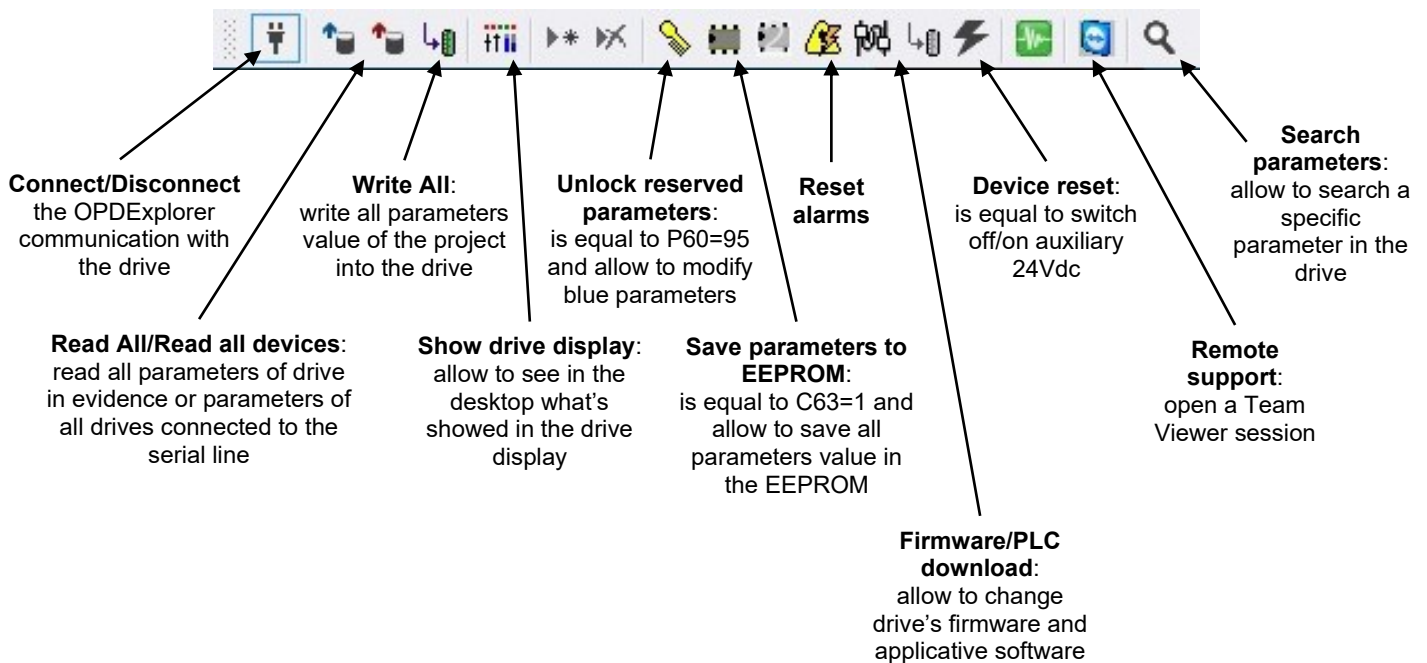 Connect/Disconnect
the OPDExplorer
communication with
the drive
Write All:
write all parameters
value of the project
into the drive
Unlock reserved
parameters:
is equal to P60=95
and allow to modify
blue parameters
Reset
alarms
Device reset:
is equal to switch
off/on auxiliary
24Vdc
Search
parameters:
allow to search a
specific
parameter in the
drive
Read All/Read all devices:
read all parameters of drive
in evidence or parameters of
all drives connected to the
serial line
Show drive display:
allow to see in the
desktop what's
showed in the drive
display
Save parameters to
EEPROM:
is equal to C63=1 and
allow to save all
parameters value in
the EEPROM
Remote
support:
open a Team
Viewer session
Firmware/PLC
download:
allow to change
drive's firmware and
applicative software